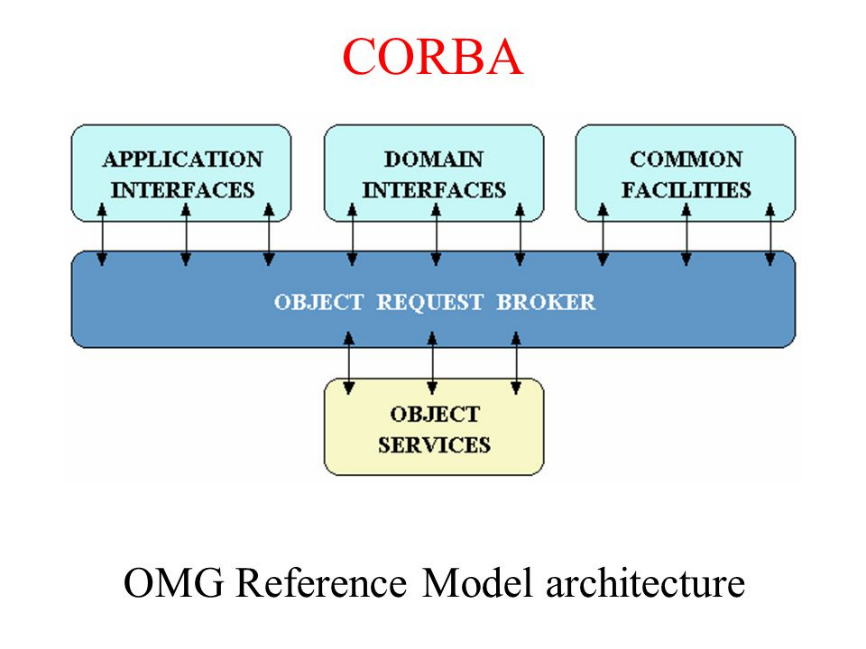 CORBA
APPLICATION INTERFACES
DOMAIN INTERFACES
COMMON FACILITIES
OBJECT REQUEST BROKER
OBJECT SERVICES
OMG Reference Model architecture